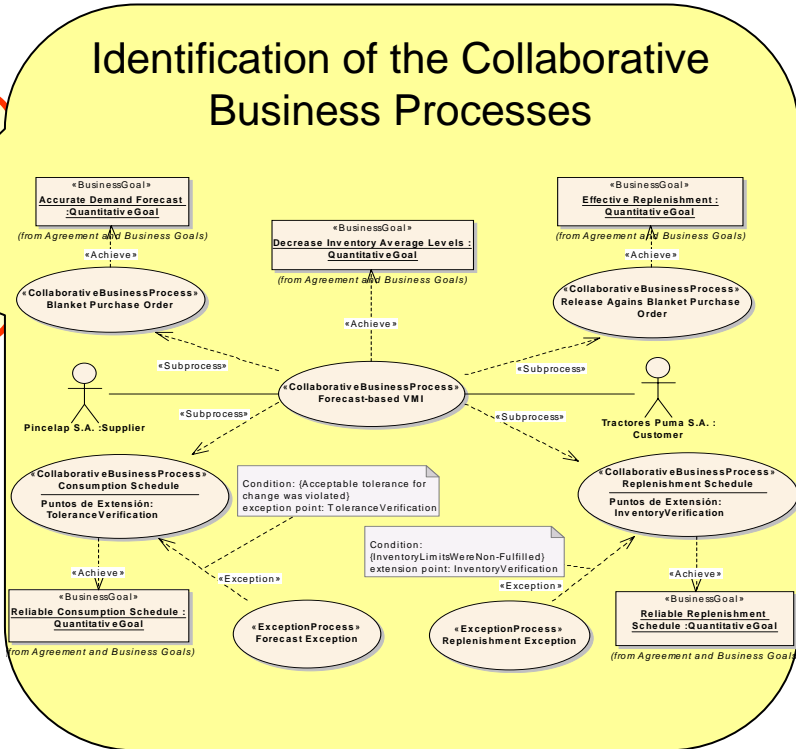 Identification of the Collaborative
Business Processes
«BusinessGoal»
Accurate Demand Forecast
:QuantitativeGoal
(from Agreement and Business Goals)
«BusinessGoal»
Decrease Inventory Average Levels :
QuantitativeGoal
(from Agreement and Business Goals)
«BusinessGoal»
Effective Replenishment :
QuantitativeGoal
(from Agreement and Business Goals)
«Achieve»
«Achieve»
«Achieve»
«CollaborativeBusinessProcess»
Blanket Purchase Order
«CollaborativeBusinessProcess»
Release Agains Blanket Purchase
Order
«Subprocess»
«Subprocess»
«CollaborativeBusinessProcess»
Forecast-based VMI
Pincelap S.A. :Supplier
Tractores Puma S.A. :
Customer
«Subprocess»
«Subprocess»
«CollaborativeBusinessProcess»
Consumption Schedule
Puntos de Extensión:
ToleranceVerification
Condition: {Acceptable tolerance for
change was violated}
exception point: ToleranceVerification
«CollaborativeBusinessProcess»
Replenishment Schedule
Puntos de Extensión:
InventoryVerification
Condition:
{InventoryLimitsWereNon-Fulfilled}
extension point: InventoryVerification
«Achieve»
«Exception»
«Exception»
«Achieve»
«BusinessGoal»
Reliable Consumption Schedule :
QuantitativeGoal
(from Agreement and Business Goals)
«ExceptionProcess»
Forecast Exception
«ExceptionProcess»
Replenishment Exception
«BusinessGoal»
Reliable Replenishment
Schedule :QuantitativeGoal
(from Agreement and Business Goals